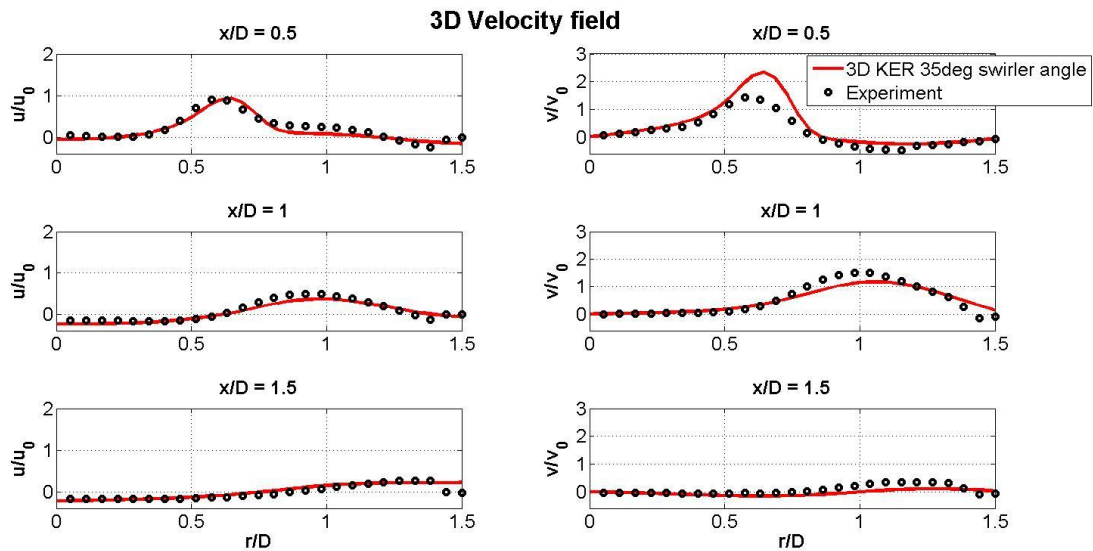 3D Velocity field
x/D = 0.5
u/u0
2
1
0
0 0.5 1 1.5
x/D = 0.5
v/v0
3
2
1
0
0 0.5 1 1.5
3D KER 35deg swirler angle
Experiment
x/D = 1
u/u0
2
1
0
0 0.5 1 1.5
x/D = 1
v/v0
3
2
1
0
0 0.5 1 1.5
x/D = 1.5
u/u0
2
1
0
0 0.5 1 1.5
r/D
x/D = 1.5
v/v0
3
2
1
0
0 0.5 1 1.5
r/D